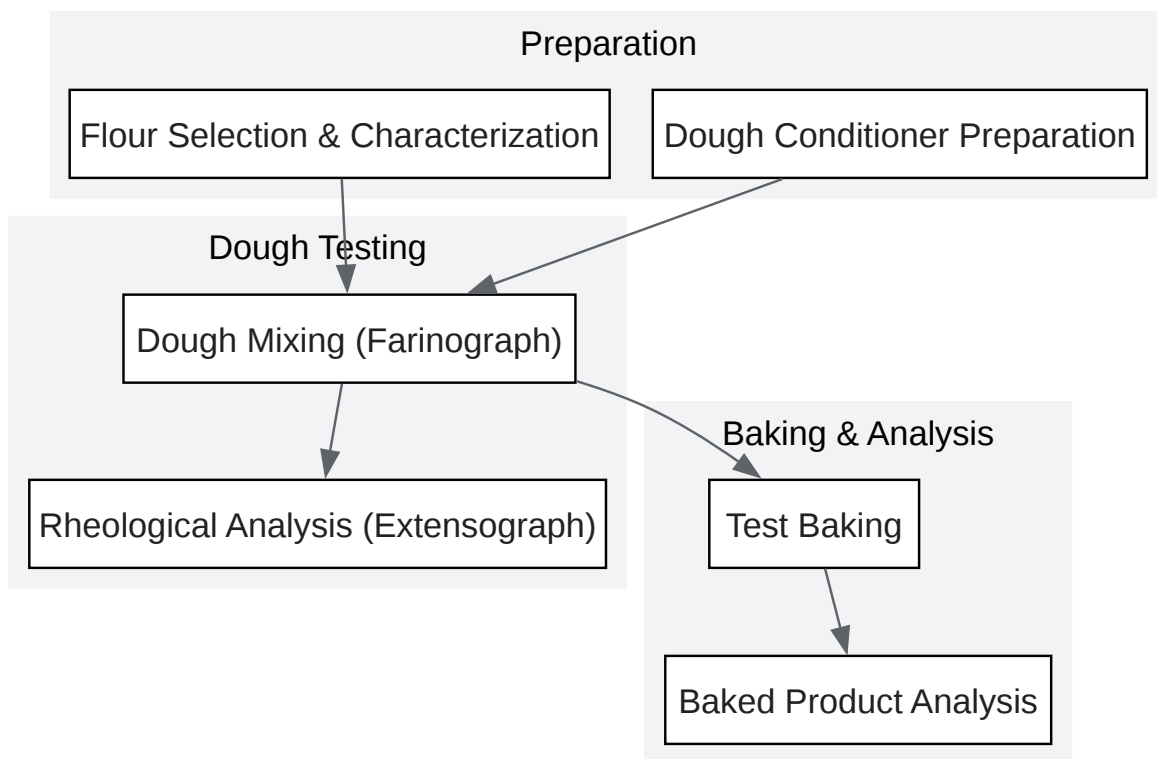 Preparation
Flour Selection & Characterization
Dough Conditioner Preparation
Dough Testing
Dough Mixing (Farinograph)
Rheological Analysis (Extensograph)
Baking & Analysis
Test Baking
Baked Product Analysis